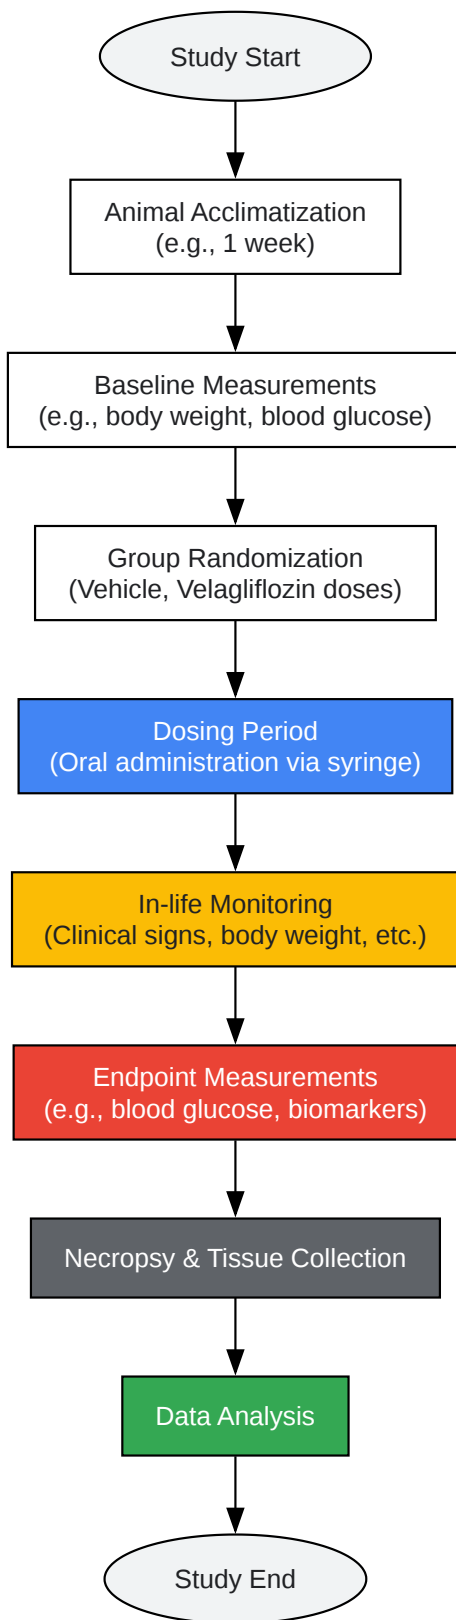 Study Start
Animal Acclimatization
(e.g., 1 week)
Baseline Measurements
(e.g., body weight, blood glucose)
Group Randomization
(Vehicle, Velagliflozin doses)
Dosing Period
(Oral administration via syringe)
In-life Monitoring
(Clinical signs, body weight, etc.)
Endpoint Measurements
(e.g., blood glucose, biomarkers)
Necropsy & Tissue Collection
Data Analysis
Study End